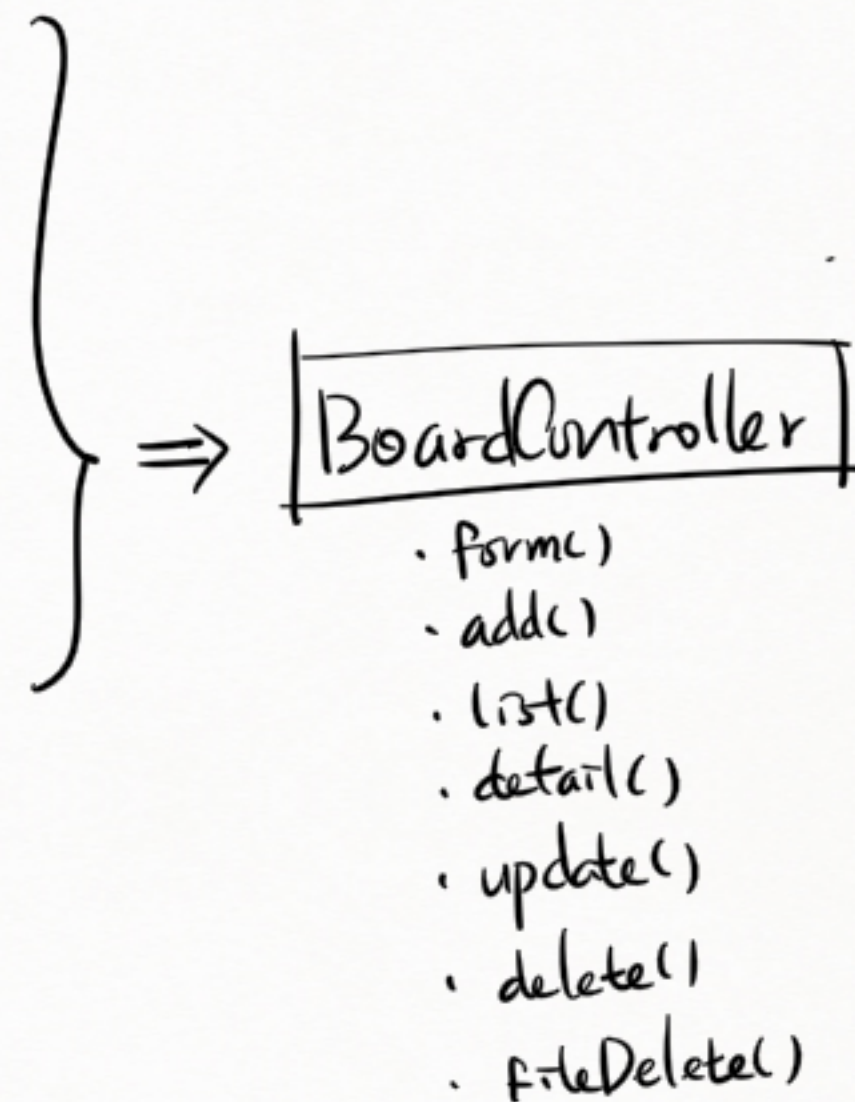 ⇒ BoardController
· form()
· add()
· list()
· detail()
· update()
· delete()
· fileDelete()